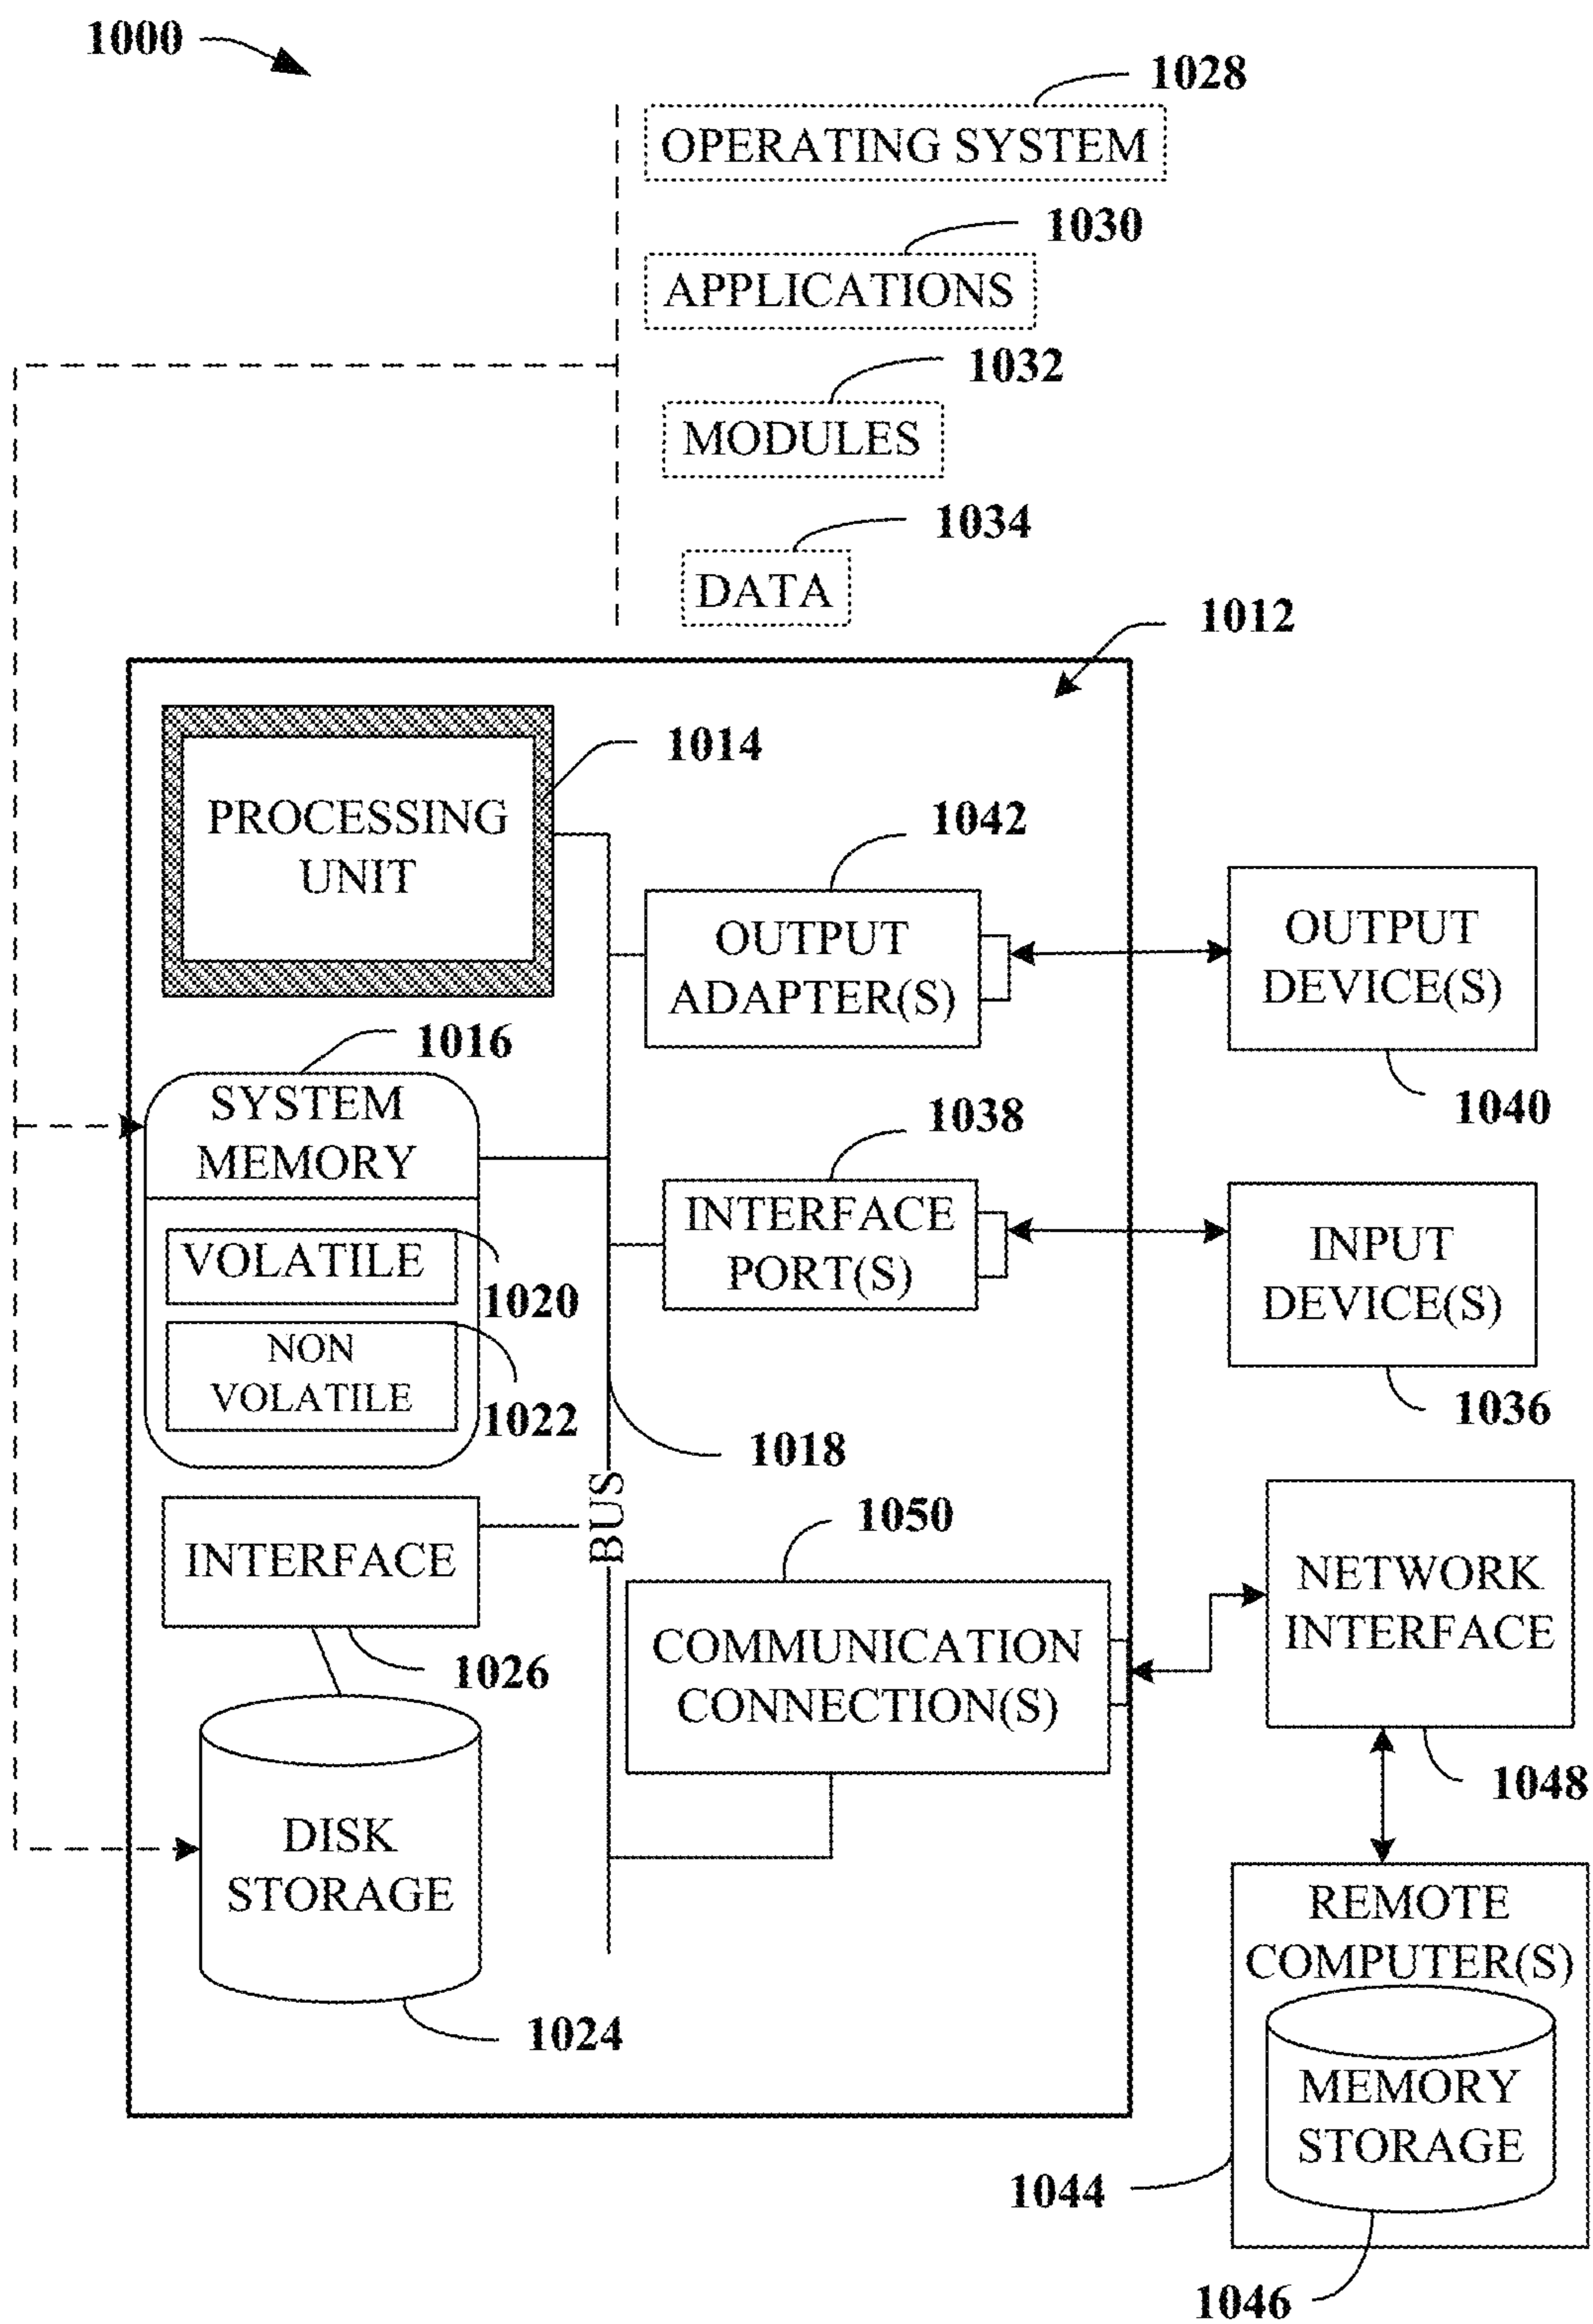 1000
1028
OPERATING SYSTEM
1030
APPLICATIONS
1032
MODULES
1034
DATA
1012
PROCESSING
UNIT
1014
1042
OUTPUT
ADAPTER(S)
OUTPUT
DEVICE(S)
1040
1016
SYSTEM
MEMORY
VOLATILE
1020
NON
VOLATILE
1022
1038
INTERFACE
PORT(S)
INPUT
DEVICE(S)
1036
1018
BUS
INTERFACE
1026
1050
COMMUNICATION
CONNECTION(S)
NETWORK
INTERFACE
1048
DISK
STORAGE
1024
REMOTE
COMPUTER(S)
MEMORY
STORAGE
1044
1046